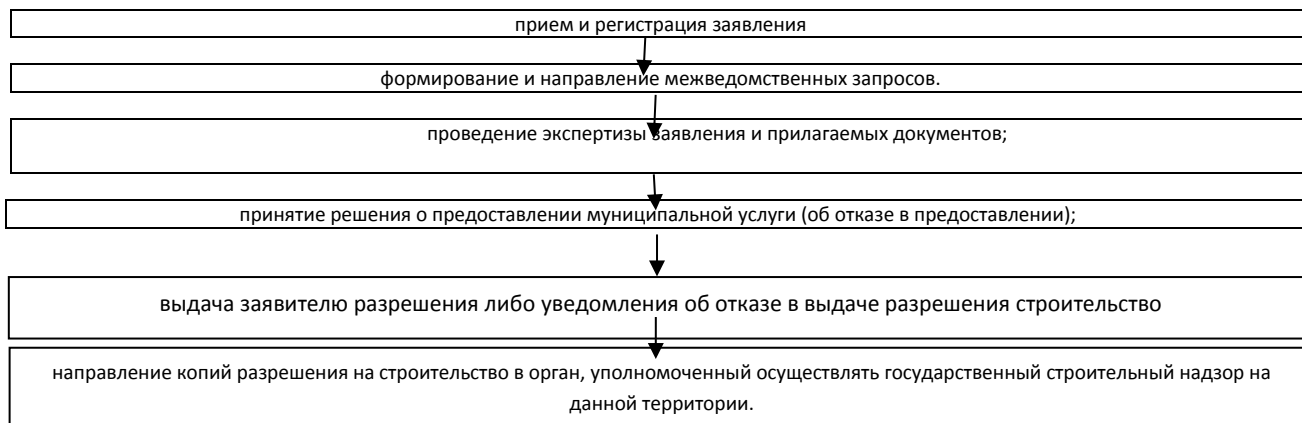 прием и регистрация заявления
формирование и направление межведомственных запросов.
проведение экспертизы заявления и прилагаемых документов;
принятие решения о предоставлении муниципальной услуги (об отказе в предоставлении);
выдача заявителю разрешения либо уведомления об отказе в выдаче разрешения строительство
направление копий разрешения на строительство в орган, уполномоченный осуществлять государственный строительный надзор на
данной территории.